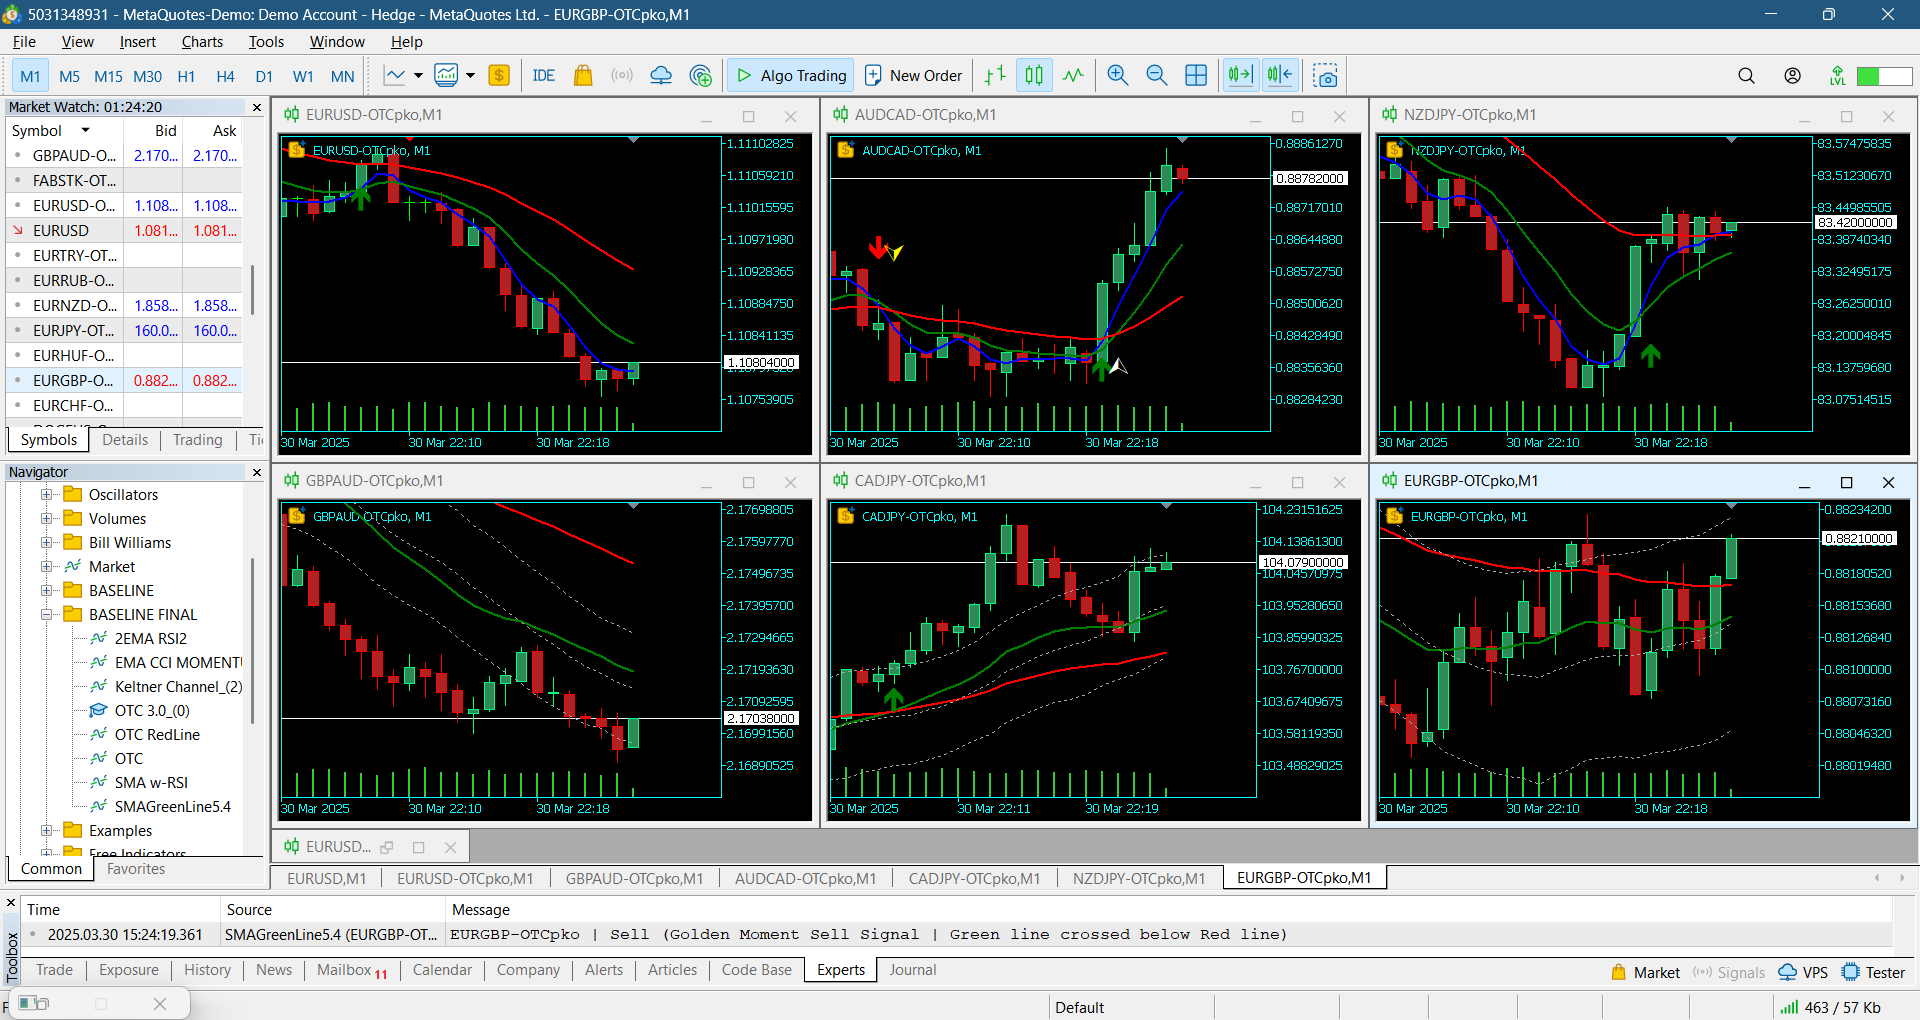 5031348931 - MetaQuotes-Demo: Demo Account - Hedge - MetaQuotes Ltd. - EURGBP-OTCpko,M1
File View Insert Charts Tools Window Help
M1 M5 M15 M30 H1 H4 D1 W1 MN IDE Algo Trading New Order LVL
Market Watch: 01:24:20
Symbol Bid Ask
GBPAUD-O... 2.170... 2.170...
FABSTK-OT...
EURUSD-O... 1.108... 1.108...
EURUSD 1.081... 1.081...
EURTRY-OT...
EURRUB-O...
EURNZD-O... 1.858... 1.858...
EURJPY-OT... 160.0... 160.0...
EURHUF-O...
EURGBP-O... 0.882... 0.882...
EURCHF-O...
Symbols Details Trading Ti
Navigator
Oscillators
Volumes
Bill Williams
Market
BASELINE
BASELINE FINAL
2EMA RSI2
EMA CCI MOMENTU
Keltner Channel_(2)
OTC 3.0_(0)
OTC RedLine
OTC
SMA w-RSI
SMAGreenLine5.4
Examples
Free Indicators
Common Favorites
EURUSD-OTCpko,M1
EURUSD-OTCpko, M1
1.11102825
1.11059210
1.11015595
1.10971980
1.10928365
1.10884750
1.10841135
1.10804000
1.10753905
30 Mar 2025 30 Mar 22:10 30 Mar 22:18
AUDCAD-OTCpko,M1
AUDCAD-OTCpko, M1
0.88861270
0.88782000
0.88717010
0.88644880
0.88572750
0.88500620
0.88428490
0.88356350
0.88284230
30 Mar 2025 30 Mar 22:10 30 Mar 22:18
NZDJPY-OTCpko,M1
NZDJPY-OTCpko, M1
83.57475835
83.51230670
83.44985505
83.42000000
83.38740340
83.32495175
83.26250010
83.20004845
83.13759680
83.07514515
30 Mar 2025 30 Mar 22:10 30 Mar 22:18
GBPAUD-OTCpko,M1
GBPAUD-OTCpko, M1
2.17698805
2.17597770
2.17496735
2.17395700
2.17294665
2.17193630
2.17092595
2.17038000
2.16991560
2.16890525
30 Mar 2025 30 Mar 22:10 30 Mar 22:18
CADJPY-OTCpko,M1
CADJPY-OTCpko, M1
104.23151625
104.13861300
104.07900000
104.04570975
103.95280650
103.85990325
103.76700000
103.67409675
103.58119350
103.48829025
30 Mar 2025 30 Mar 22:11 30 Mar 22:19
EURGBP-OTCpko,M1
EURGBP-OTCpko, M1
0.88234200
0.88210000
0.88180520
0.88153680
0.88126840
0.88100000
0.88073160
0.88046320
0.88019480
30 Mar 2025 30 Mar 22:10 30 Mar 22:18
EURUSD...
EURUSD,M1 EURUSD-OTCpko,M1 GBPAUD-OTCpko,M1 AUDCAD-OTCpko,M1 CADJPY-OTCpko,M1 NZDJPY-OTCpko,M1 EURGBP-OTCpko,M1
Toolbox
Time Source Message
2025.03.30 15:24:19.361 SMAGreenLine5.4 (EURGBP-OT... EURGBP-OTCpko | Sell (Golden Moment Sell Signal | Green line crossed below Red line)
Trade Exposure History News Mailbox 11 Calendar Company Alerts Articles Code Base Experts Journal Market Signals VPS Tester
Default 463 / 57 Kb